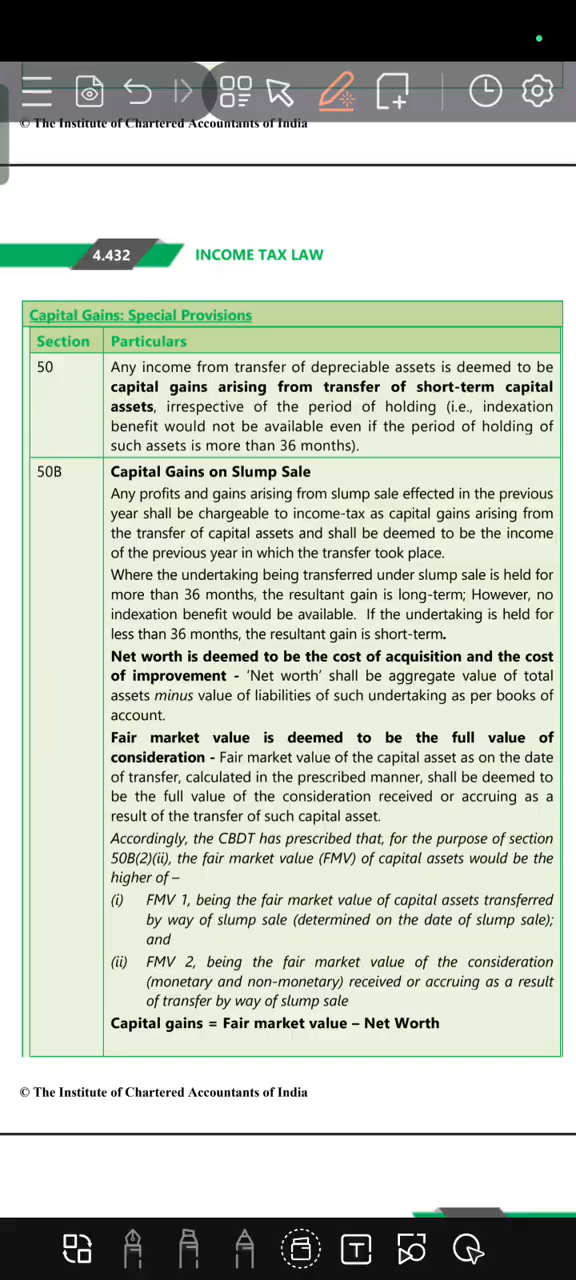 © The Institute of Chartered Accountants of India
4.432 INCOME TAX LAW
Capital Gains: Special Provisions
Section Particulars
50 Any income from transfer of depreciable assets is deemed to be
capital gains arising from transfer of short-term capital
assets, irrespective of the period of holding (i.e., indexation
benefit would not be available even if the period of holding of
such assets is more than 36 months).
50B Capital Gains on Slump Sale
Any profits and gains arising from slump sale effected in the previous
year shall be chargeable to income-tax as capital gains arising from
the transfer of capital assets and shall be deemed to be the income
of the previous year in which the transfer took place.
Where the undertaking being transferred under slump sale is held for
more than 36 months, the resultant gain is long-term; However, no
indexation benefit would be available. If the undertaking is held for
less than 36 months, the resultant gain is short-term.
Net worth is deemed to be the cost of acquisition and the cost
of improvement - ‘Net worth’ shall be aggregate value of total
assets minus value of liabilities of such undertaking as per books of
account.
Fair market value is deemed to be the full value of
consideration - Fair market value of the capital asset as on the date
of transfer, calculated in the prescribed manner, shall be deemed to
be the full value of the consideration received or accruing as a
result of the transfer of such capital asset.
Accordingly, the CBDT has prescribed that, for the purpose of section
50B(2)(ii), the fair market value (FMV) of capital assets would be the
higher of –
(i) FMV 1, being the fair market value of capital assets transferred
by way of slump sale (determined on the date of slump sale);
and
(ii) FMV 2, being the fair market value of the consideration
(monetary and non-monetary) received or accruing as a result
of transfer by way of slump sale
Capital gains = Fair market value – Net Worth
© The Institute of Chartered Accountants of India
T